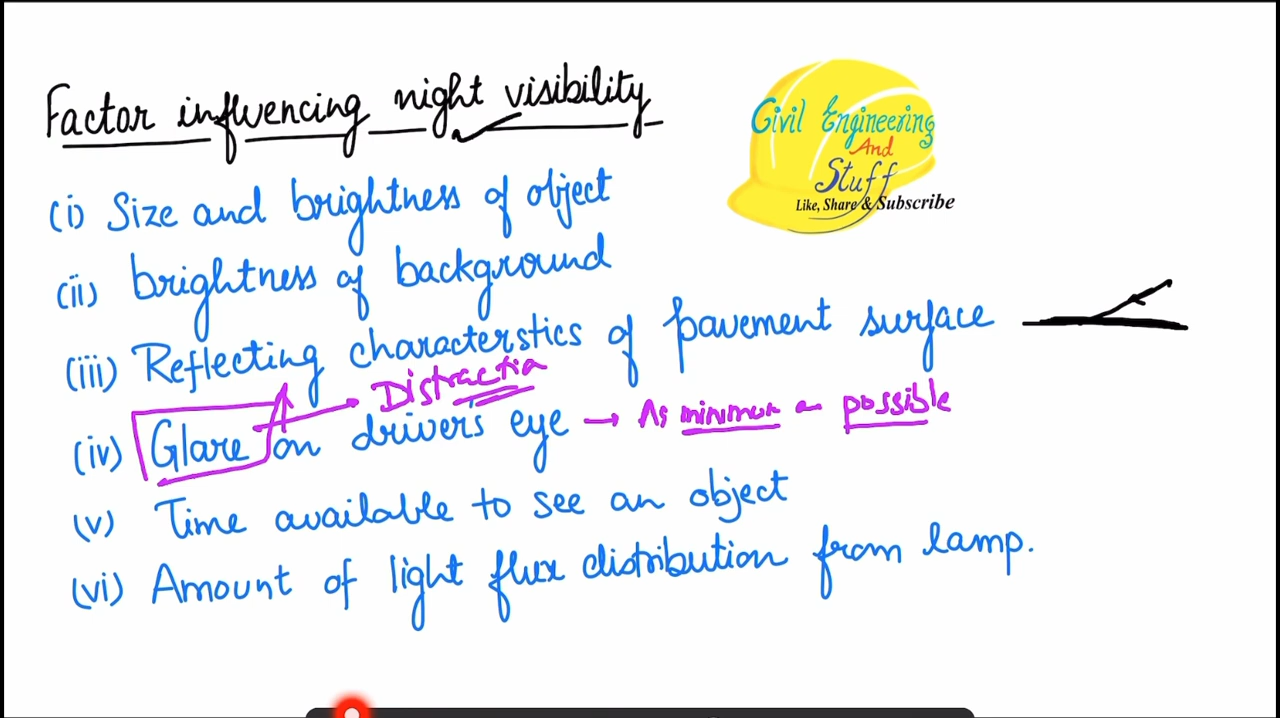 Factor influencing night visibility
Civil Engineering
And
Stuff
Like, Share & Subscribe
(i) Size and brightness of object
(ii) brightness of background
(iii) Reflecting characterstics of pavement surface
Distraction
(iv) Glare on driver's eye → As minimum as possible
(v) Time available to see an object
(vi) Amount of light flux distribution from lamp.